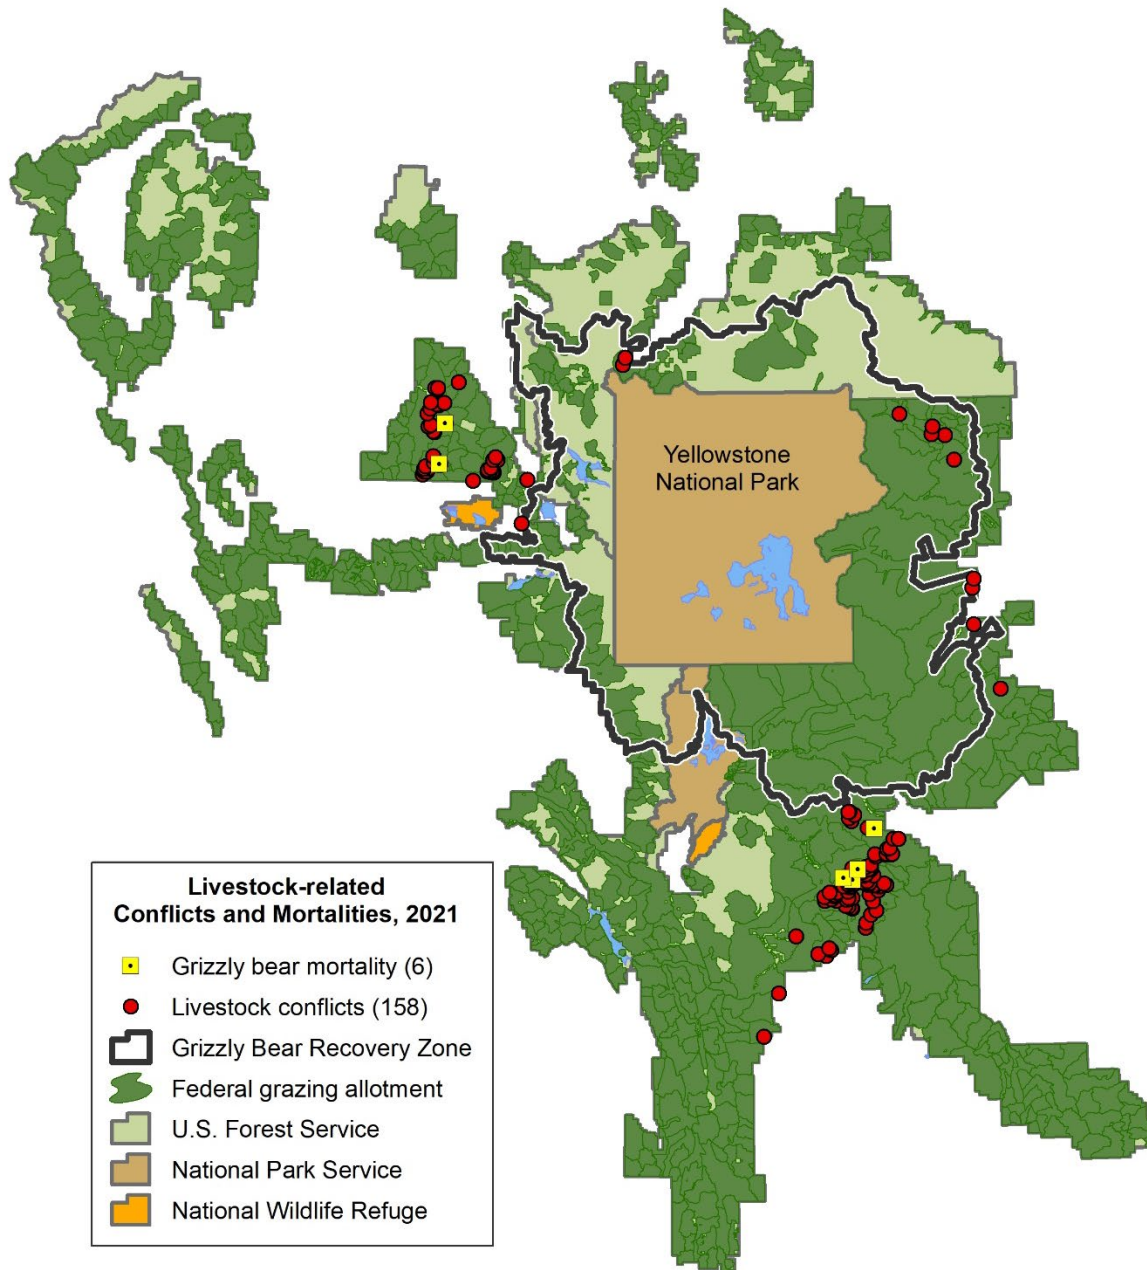 Yellowstone
National Park
Livestock-related
Conflicts and Mortalities, 2021
Grizzly bear mortality (6)
Livestock conflicts (158)
Grizzly Bear Recovery Zone
Federal grazing allotment
U.S. Forest Service
National Park Service
National Wildlife Refuge